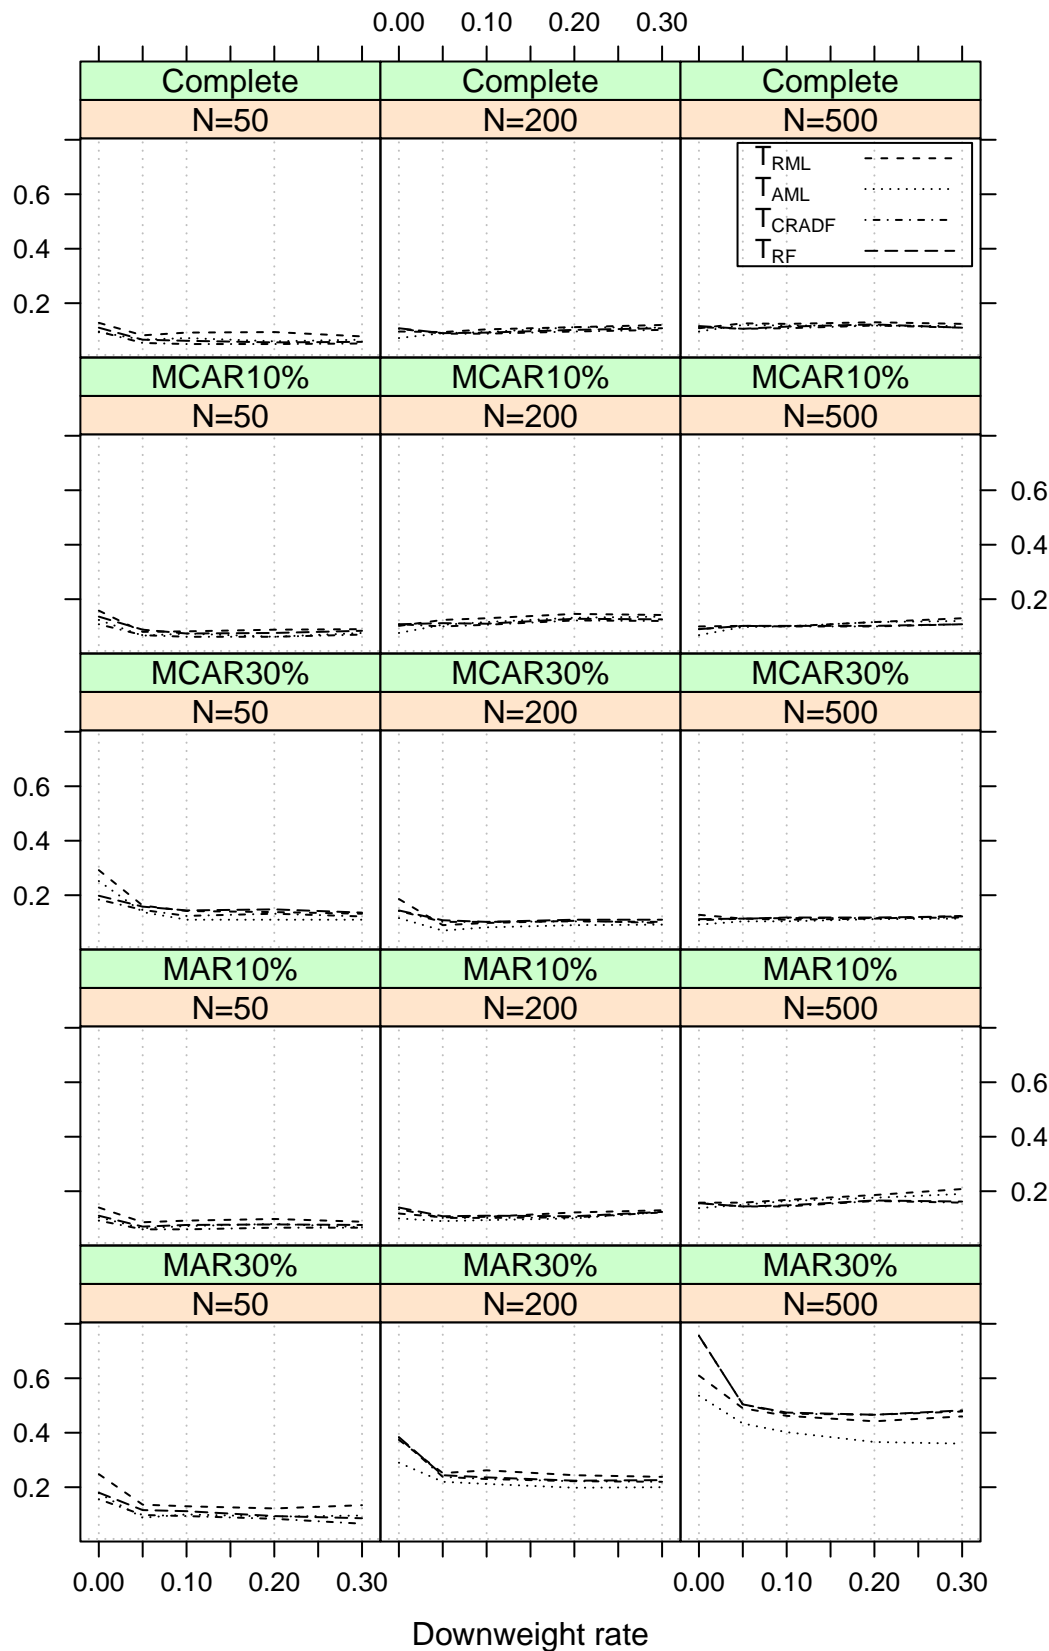 0.00 0.10 0.20 0.30
Complete Complete Complete
N=50 N=200 N=500
T_RML
T_AML
T_CRADF
T_RF
0.6
0.4
0.2
MCAR10% MCAR10% MCAR10%
N=50 N=200 N=500
0.6
0.4
0.2
MCAR30% MCAR30% MCAR30%
N=50 N=200 N=500
0.6
0.4
0.2
MAR10% MAR10% MAR10%
N=50 N=200 N=500
0.6
0.4
0.2
MAR30% MAR30% MAR30%
N=50 N=200 N=500
0.6
0.4
0.2
0.00 0.10 0.20 0.30 0.00 0.10 0.20 0.30
Downweight rate